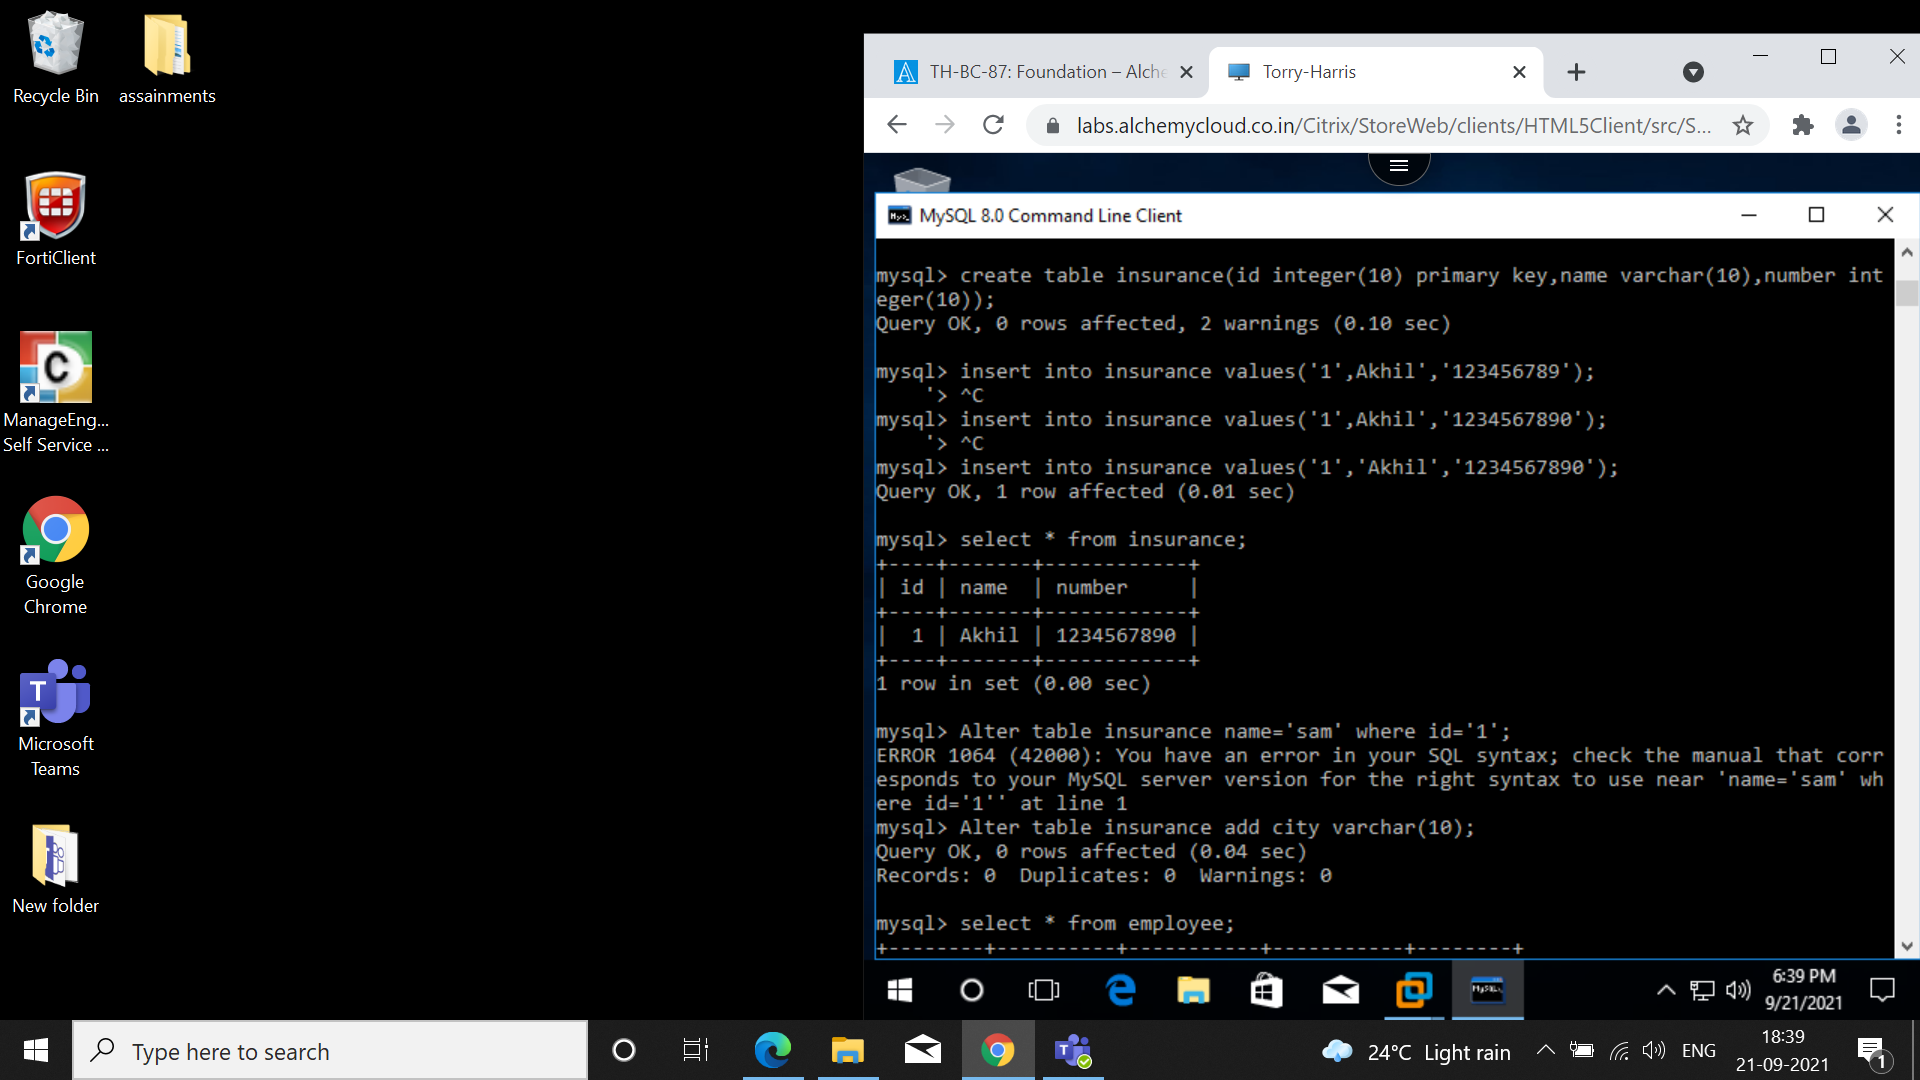 Recycle Bin
assainments
FortiClient
ManageEng...
Self Service ...
Google
Chrome
Microsoft
Teams
New folder
TH-BC-87: Foundation – Alche
Torry-Harris
labs.alchemycloud.co.in/Citrix/StoreWeb/clients/HTML5Client/src/S...
MySQL 8.0 Command Line Client
mysql> create table insurance(id integer(10) primary key,name varchar(10),number int
eger(10));
Query OK, 0 rows affected, 2 warnings (0.10 sec)
mysql> insert into insurance values('1',Akhil','123456789');
'> ^C
mysql> insert into insurance values('1',Akhil','1234567890');
'> ^C
mysql> insert into insurance values('1','Akhil','1234567890');
Query OK, 1 row affected (0.01 sec)
mysql> select * from insurance;
+----+-------+------------+
| id | name  | number     |
+----+-------+------------+
|  1 | Akhil | 1234567890 |
+----+-------+------------+
1 row in set (0.00 sec)
mysql> Alter table insurance name='sam' where id='1';
ERROR 1064 (42000): You have an error in your SQL syntax; check the manual that corr
esponds to your MySQL server version for the right syntax to use near 'name='sam' wh
ere id='1'' at line 1
mysql> Alter table insurance add city varchar(10);
Query OK, 0 rows affected (0.04 sec)
Records: 0  Duplicates: 0  Warnings: 0
mysql> select * from employee;
+--------+----------+-----------+-----------+--------+
6:39 PM
9/21/2021
Type here to search
24°C Light rain
ENG
18:39
21-09-2021
1